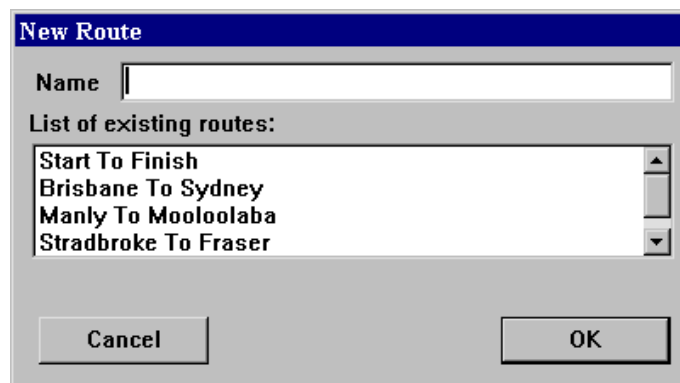 New Route
Name
List of existing routes:
Start To Finish
Brisbane To Sydney
Manly To Mooloolaba
Stradbroke To Fraser
Cancel OK